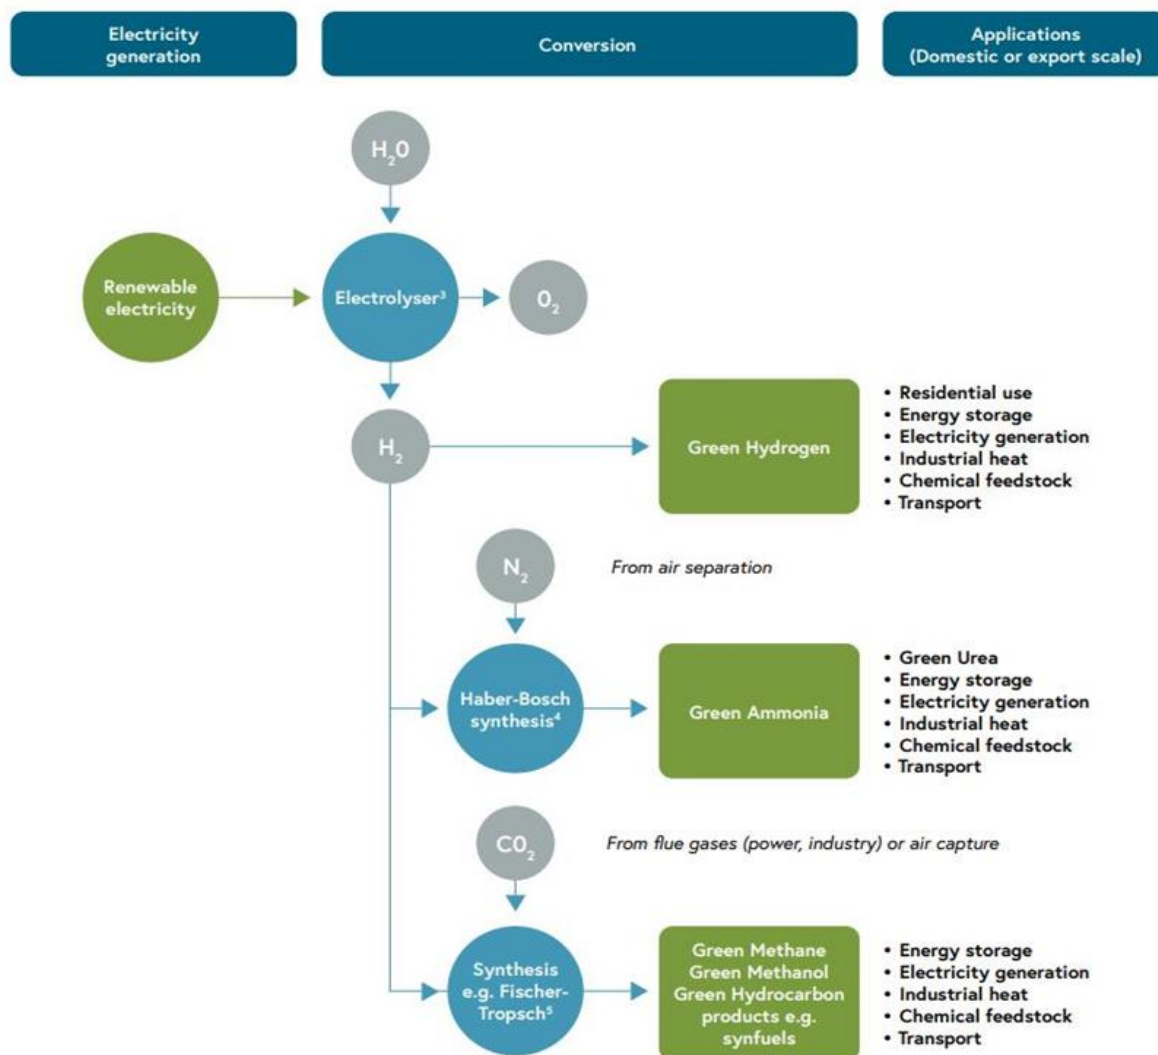 Electricity
generation
Conversion
Applications
(Domestic or export scale)
H₂0
Renewable
electricity
Electrolyser³
0₂
H₂
Green Hydrogen
• Residential use
• Energy storage
• Electricity generation
• Industrial heat
• Chemical feedstock
• Transport
N₂
From air separation
Haber-Bosch
synthesis⁴
Green Ammonia
• Green Urea
• Energy storage
• Electricity generation
• Industrial heat
• Chemical feedstock
• Transport
C0₂
From flue gases (power, industry) or air capture
Synthesis
e.g. Fischer-
Tropsch⁵
Green Methane
Green Methanol
Green Hydrocarbon
products e.g.
synfuels
• Energy storage
• Electricity generation
• Industrial heat
• Chemical feedstock
• Transport